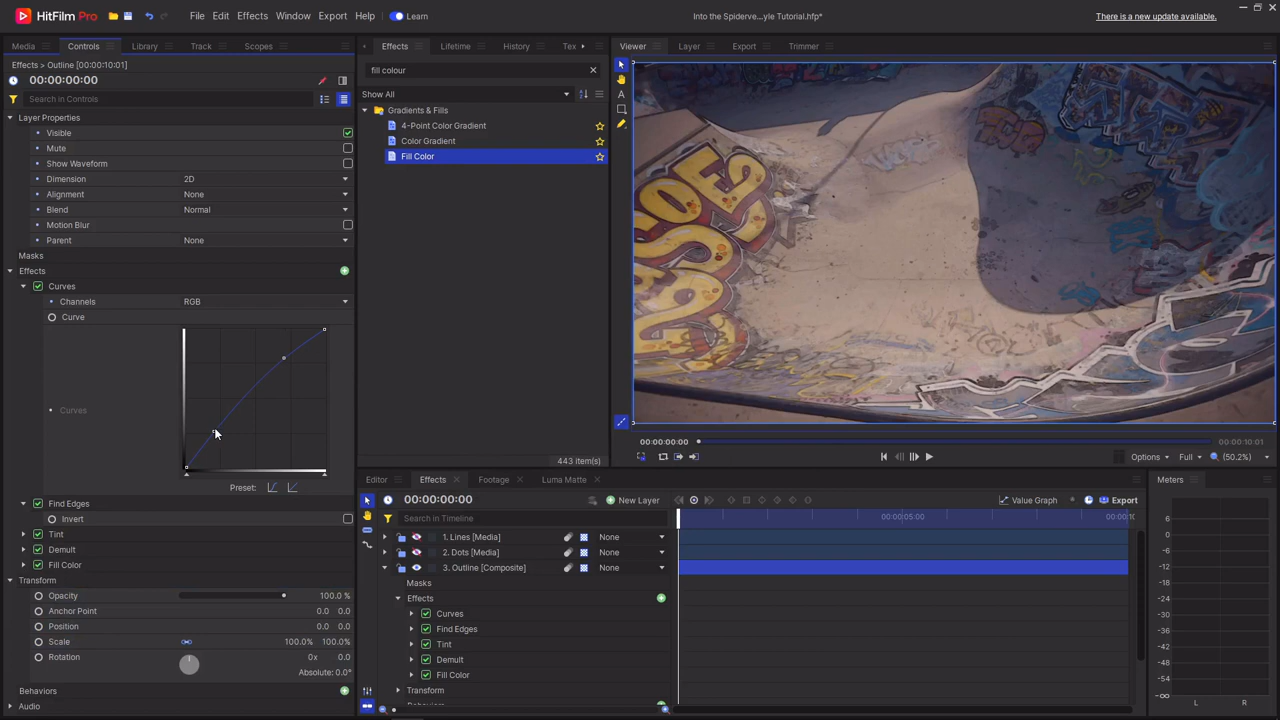 HitFilm Pro
File Edit Effects Window Export Help Learn
Into the Spiderve...yle Tutorial.hfp*
There is a new update available.
Media Controls Library Track Scopes
Effects Lifetime History Tex
Viewer Layer Export Trimmer
Effects > Outline [00:00:10:01]
00:00:00:00
Search in Controls
Layer Properties
Visible
Mute
Show Waveform
Dimension 2D
Alignment None
Blend Normal
Motion Blur
Parent None
Masks
Effects
Curves
Channels RGB
Curve
Curves
Preset:
Find Edges
Invert
Tint
Demult
Fill Color
Transform
Opacity 100.0 %
Anchor Point 0.0 0.0
Position 0.0 0.0
Scale 100.0% 100.0%
Rotation 0x 0.0
Absolute: 0.0°
Behaviors
Audio
fill colour
Show All
Gradients & Fills
4-Point Color Gradient
Color Gradient
Fill Color
443 item(s)
00:00:00:00
00:00:10:01
Options Full (50.2%)
Editor Effects Footage Luma Matte
00:00:00:00
New Layer
Value Graph
Export
Search in Timeline
00:00:05:00
00:00:10
1. Lines [Media] None
2. Dots [Media] None
3. Outline [Composite] None
Masks
Effects
Curves
Find Edges
Tint
Demult
Fill Color
Transform
Meters
6
0
-6
-12
-18
-24
-30
-36
-42
-48
-54
-∞
L R